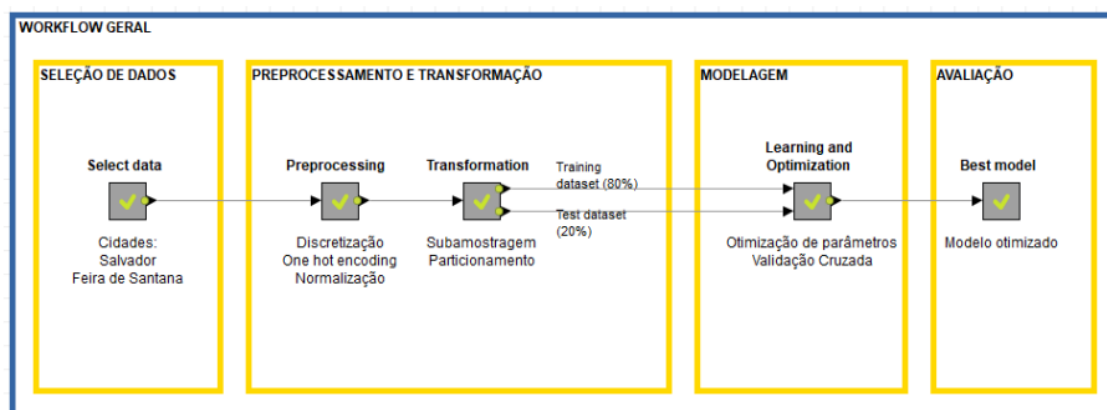 WORKFLOW GERAL
SELEÇÃO DE DADOS
Select data
Cidades:
Salvador
Feira de Santana
PREPROCESSAMENTO E TRANSFORMAÇÃO
Preprocessing
Discretização
One hot encoding
Normalização
Transformation
Subamostragem
Particionamento
Training
dataset (80%)
Test dataset
(20%)
MODELAGEM
Learning and
Optimization
Otimização de parâmetros
Validação Cruzada
AVALIAÇÃO
Best model
Modelo otimizado